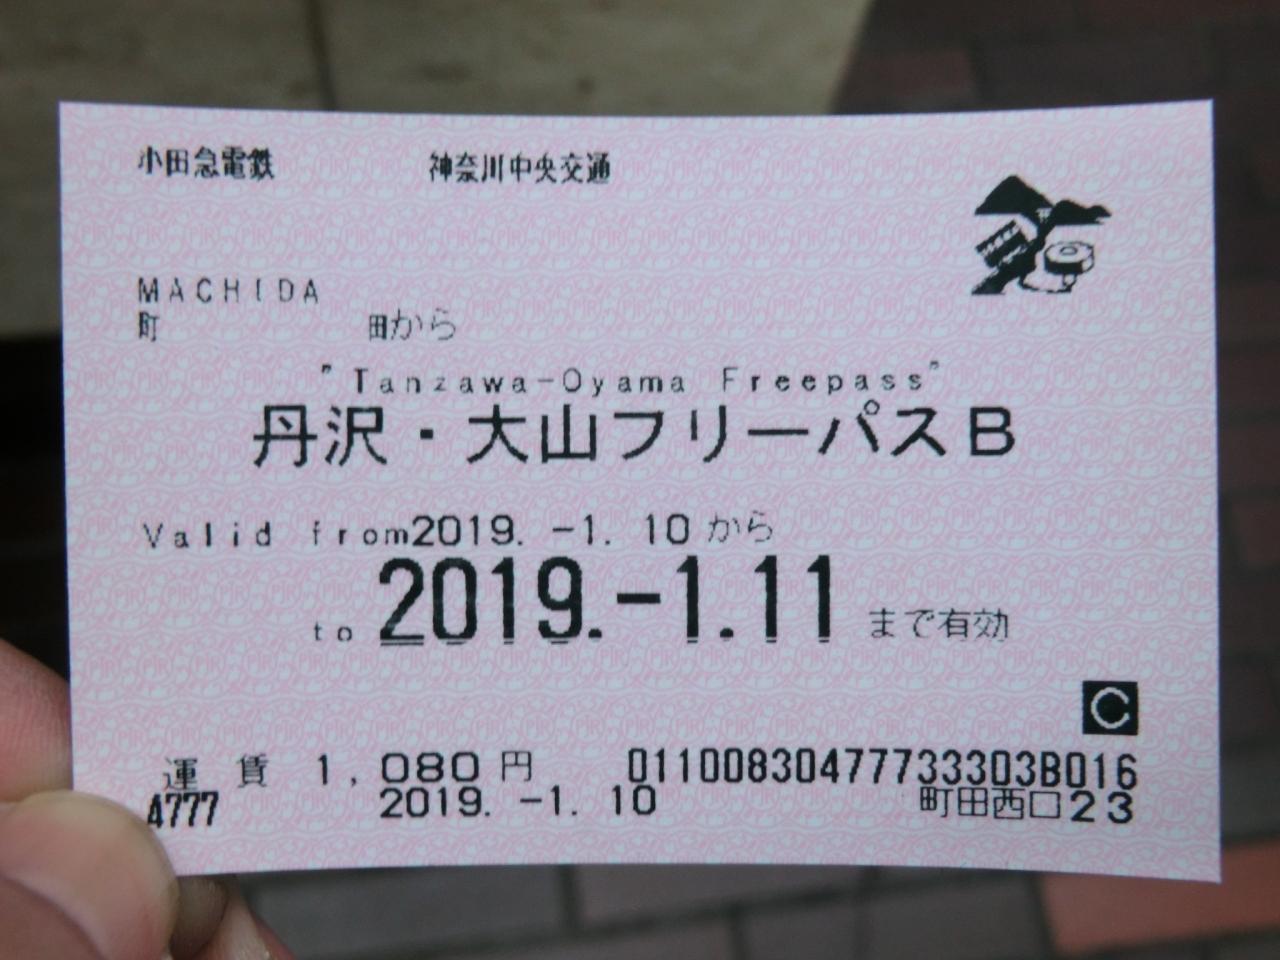 小田急電鉄 神奈川中央交通
MACHIDA
町 田から
"Tanzawa-Oyama Freepass"
丹沢・大山フリーパスB
Valid from2019.-1.10から
to 2019.-1.11まで有効
C
運賃 1,080円 01100830477733303B016
4777 2019.-1.10 町田西口23